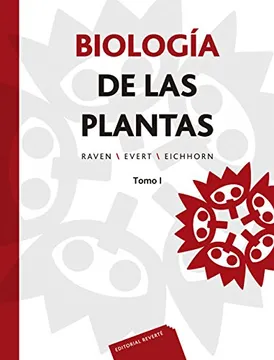 BIOLOGÍA
DE LAS
PLANTAS
RAVEN \ EVERT \ EICHHORN
Tomo I
EDITORIAL REVERTÉ